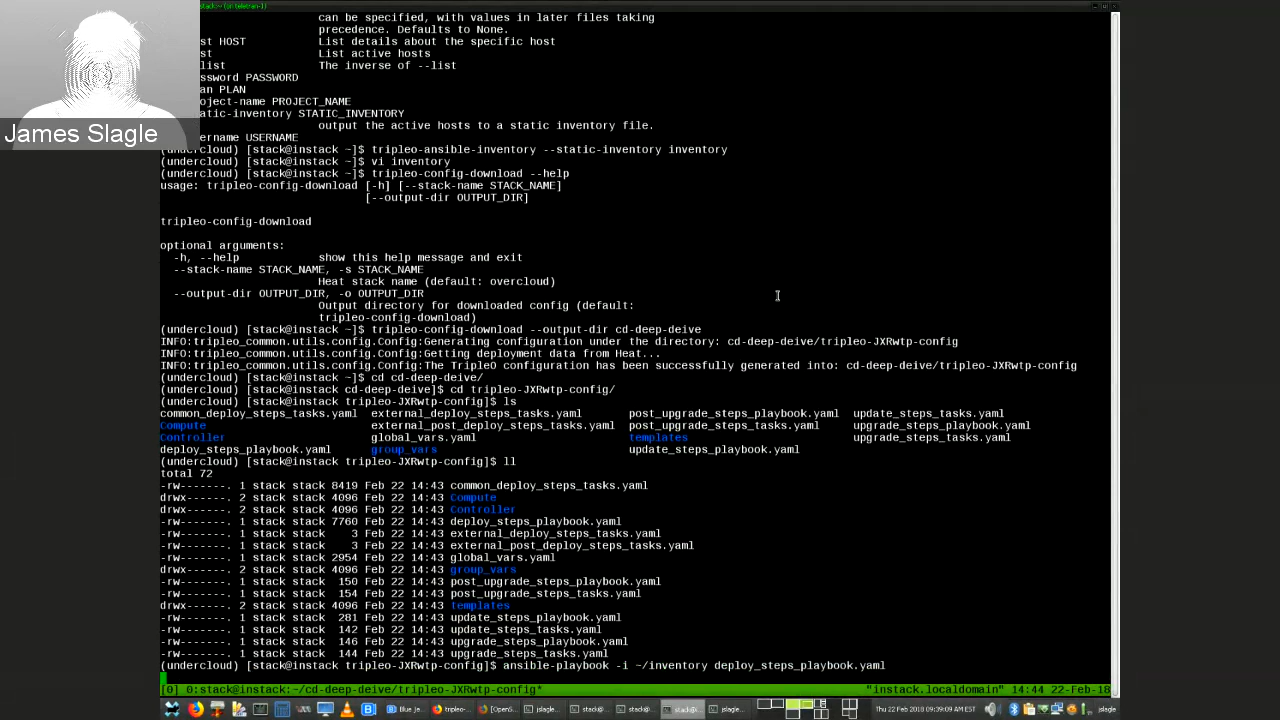 stack:~ (on teletran-1)
can be specified, with values in later files taking
precedence. Defaults to None.
st HOST List details about the specific host
st List active hosts
list The inverse of --list
ssword PASSWORD
an PLAN
oject-name PROJECT_NAME
atic-inventory STATIC_INVENTORY
output the active hosts to a static inventory file.
ername USERNAME
James Slagle
(undercloud) [stack@instack ~]$ tripleo-ansible-inventory --static-inventory inventory
(undercloud) [stack@instack ~]$ vi inventory
(undercloud) [stack@instack ~]$ tripleo-config-download --help
usage: tripleo-config-download [-h] [--stack-name STACK_NAME]
[--output-dir OUTPUT_DIR]
tripleo-config-download
optional arguments:
-h, --help show this help message and exit
--stack-name STACK_NAME, -s STACK_NAME
Heat stack name (default: overcloud)
--output-dir OUTPUT_DIR, -o OUTPUT_DIR
Output directory for downloaded config (default:
tripleo-config-download)
(undercloud) [stack@instack ~]$ tripleo-config-download --output-dir cd-deep-deive
INFO:tripleo_common.utils.config.Config:Generating configuration under the directory: cd-deep-deive/tripleo-JXRwtp-config
INFO:tripleo_common.utils.config.Config:Getting deployment data from Heat...
INFO:tripleo_common.utils.config.Config:The TripleO configuration has been successfully generated into: cd-deep-deive/tripleo-JXRwtp-config
(undercloud) [stack@instack ~]$ cd cd-deep-deive/
(undercloud) [stack@instack cd-deep-deive]$ cd tripleo-JXRwtp-config/
(undercloud) [stack@instack tripleo-JXRwtp-config]$ ls
common_deploy_steps_tasks.yaml external_deploy_steps_tasks.yaml post_upgrade_steps_playbook.yaml update_steps_tasks.yaml
Compute external_post_deploy_steps_tasks.yaml post_upgrade_steps_tasks.yaml upgrade_steps_playbook.yaml
Controller global_vars.yaml templates upgrade_steps_tasks.yaml
deploy_steps_playbook.yaml group_vars update_steps_playbook.yaml
(undercloud) [stack@instack tripleo-JXRwtp-config]$ ll
total 72
-rw-------. 1 stack stack 8419 Feb 22 14:43 common_deploy_steps_tasks.yaml
drwx------. 2 stack stack 4096 Feb 22 14:43 Compute
drwx------. 2 stack stack 4096 Feb 22 14:43 Controller
-rw-------. 1 stack stack 7760 Feb 22 14:43 deploy_steps_playbook.yaml
-rw-------. 1 stack stack 3 Feb 22 14:43 external_deploy_steps_tasks.yaml
-rw-------. 1 stack stack 3 Feb 22 14:43 external_post_deploy_steps_tasks.yaml
-rw-------. 1 stack stack 2954 Feb 22 14:43 global_vars.yaml
drwx------. 2 stack stack 4096 Feb 22 14:43 group_vars
-rw-------. 1 stack stack 150 Feb 22 14:43 post_upgrade_steps_playbook.yaml
-rw-------. 1 stack stack 154 Feb 22 14:43 post_upgrade_steps_tasks.yaml
drwx------. 2 stack stack 4096 Feb 22 14:43 templates
-rw-------. 1 stack stack 281 Feb 22 14:43 update_steps_playbook.yaml
-rw-------. 1 stack stack 142 Feb 22 14:43 update_steps_tasks.yaml
-rw-------. 1 stack stack 146 Feb 22 14:43 upgrade_steps_playbook.yaml
-rw-------. 1 stack stack 144 Feb 22 14:43 upgrade_steps_tasks.yaml
(undercloud) [stack@instack tripleo-JXRwtp-config]$ ansible-playbook -i ~/inventory deploy_steps_playbook.yaml
[0] 0:stack@instack:~/cd-deep-deive/tripleo-JXRwtp-config* "instack.localdomain" 14:44 22-Feb-18
Blue Je tripleo- [OpenS jslagle stack@ stack@ stack@i jslagle Thu 22 Feb 2018 09:39:09 AM EST jslagle